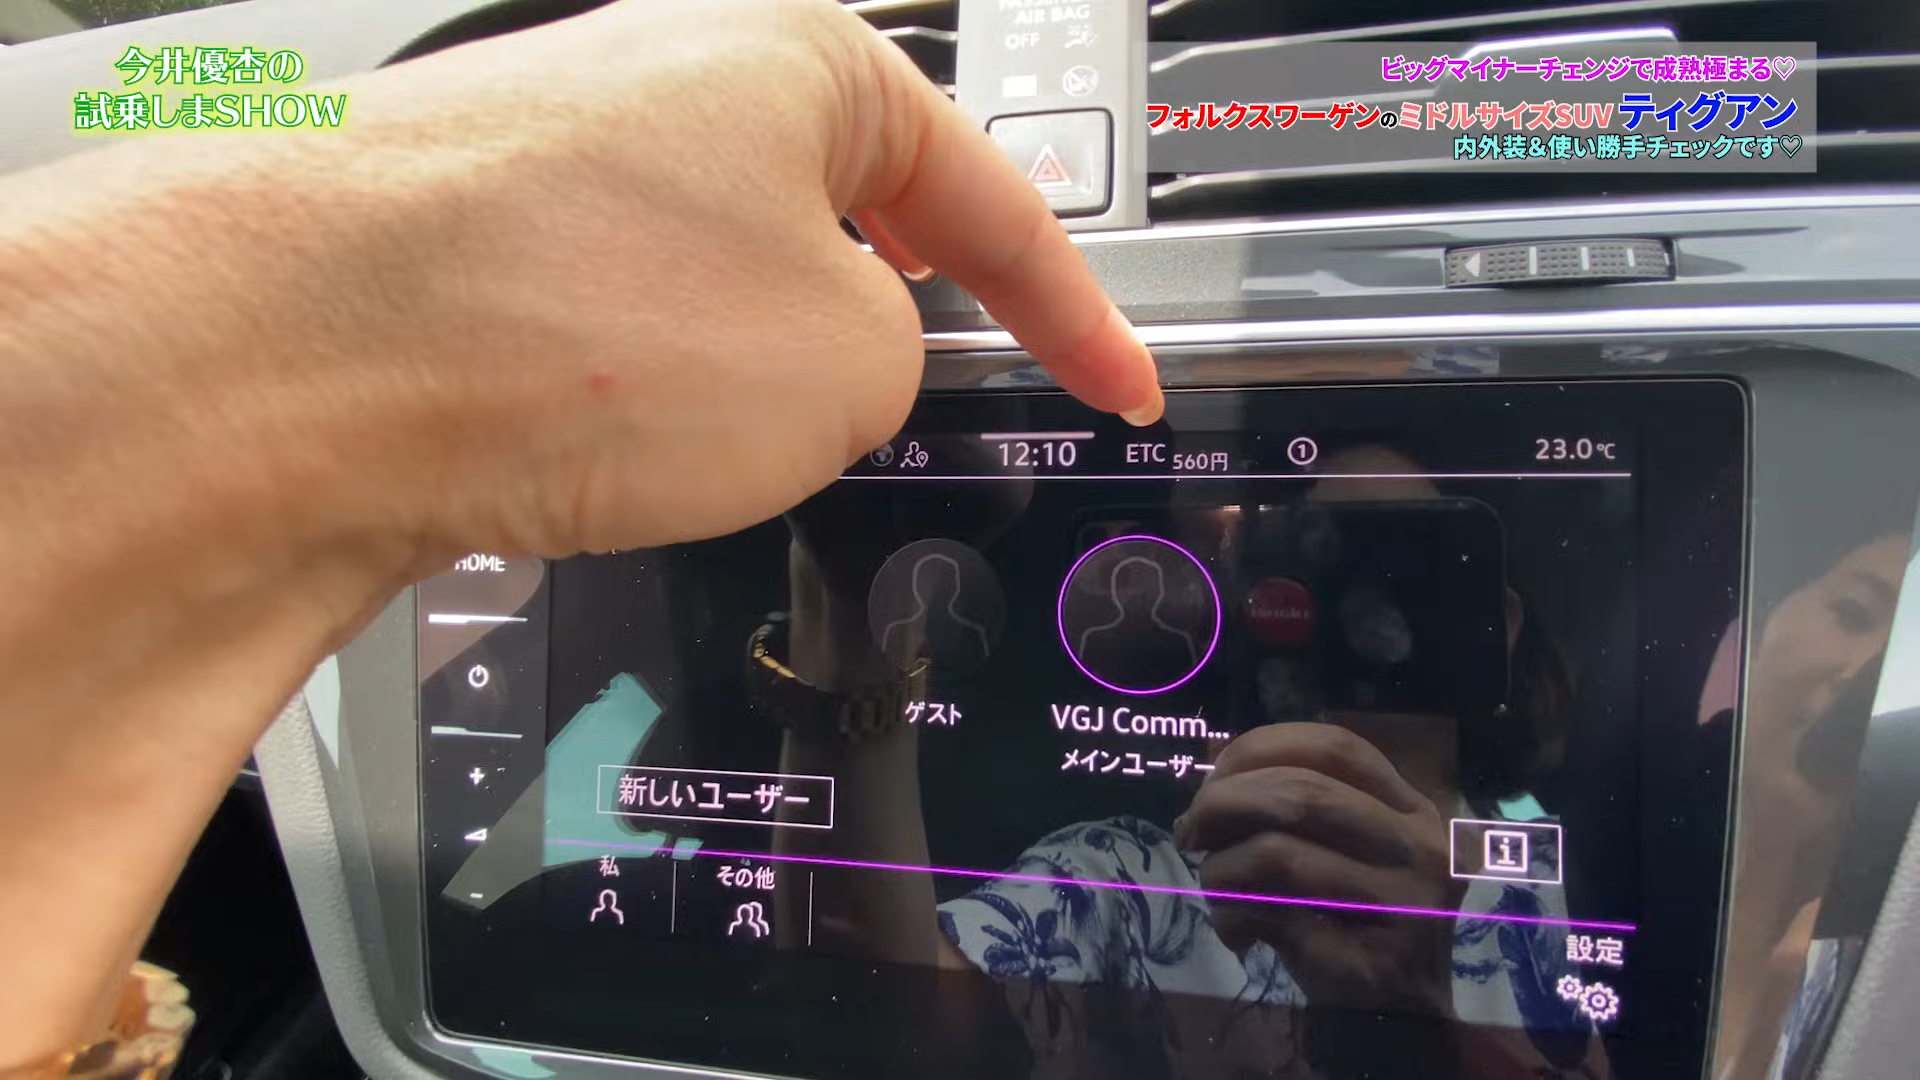 今井優杏の
試乗しまSHOW
ビッグマイナーチェンジで成熟極まる♡
フォルクスワーゲンのミドルサイズSUV ティグアン
内外装&使い勝手チェックです♡
AIR BAG
OFF
12:10
ETC 560円
1
23.0℃
HOME
ゲスト
VGJ Comm...
メインユーザー
新しいユーザー
私
その他
設定